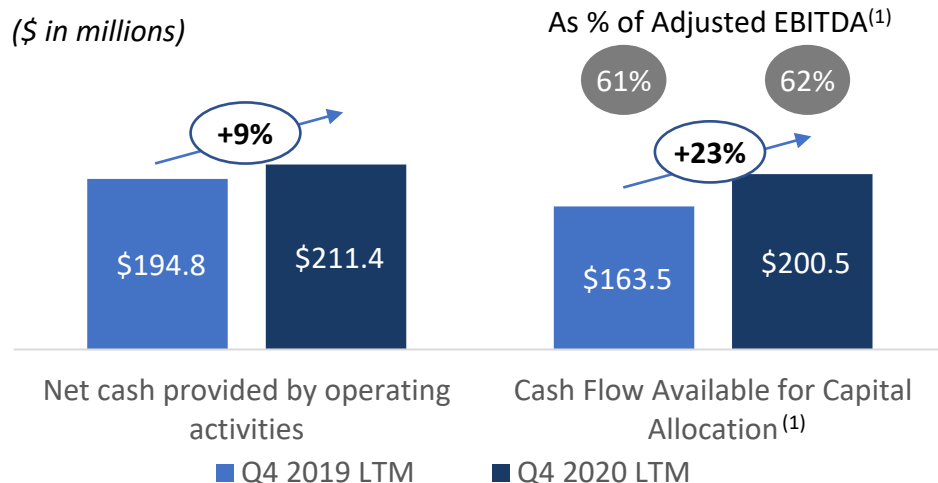 ($ in millions)
As % of Adjusted EBITDA(1)
61%
62%
+9%
+23%
$194.8
$211.4
$163.5
$200.5
Net cash provided by operating
activities
Cash Flow Available for Capital
Allocation (1)
Q4 2019 LTM
Q4 2020 LTM